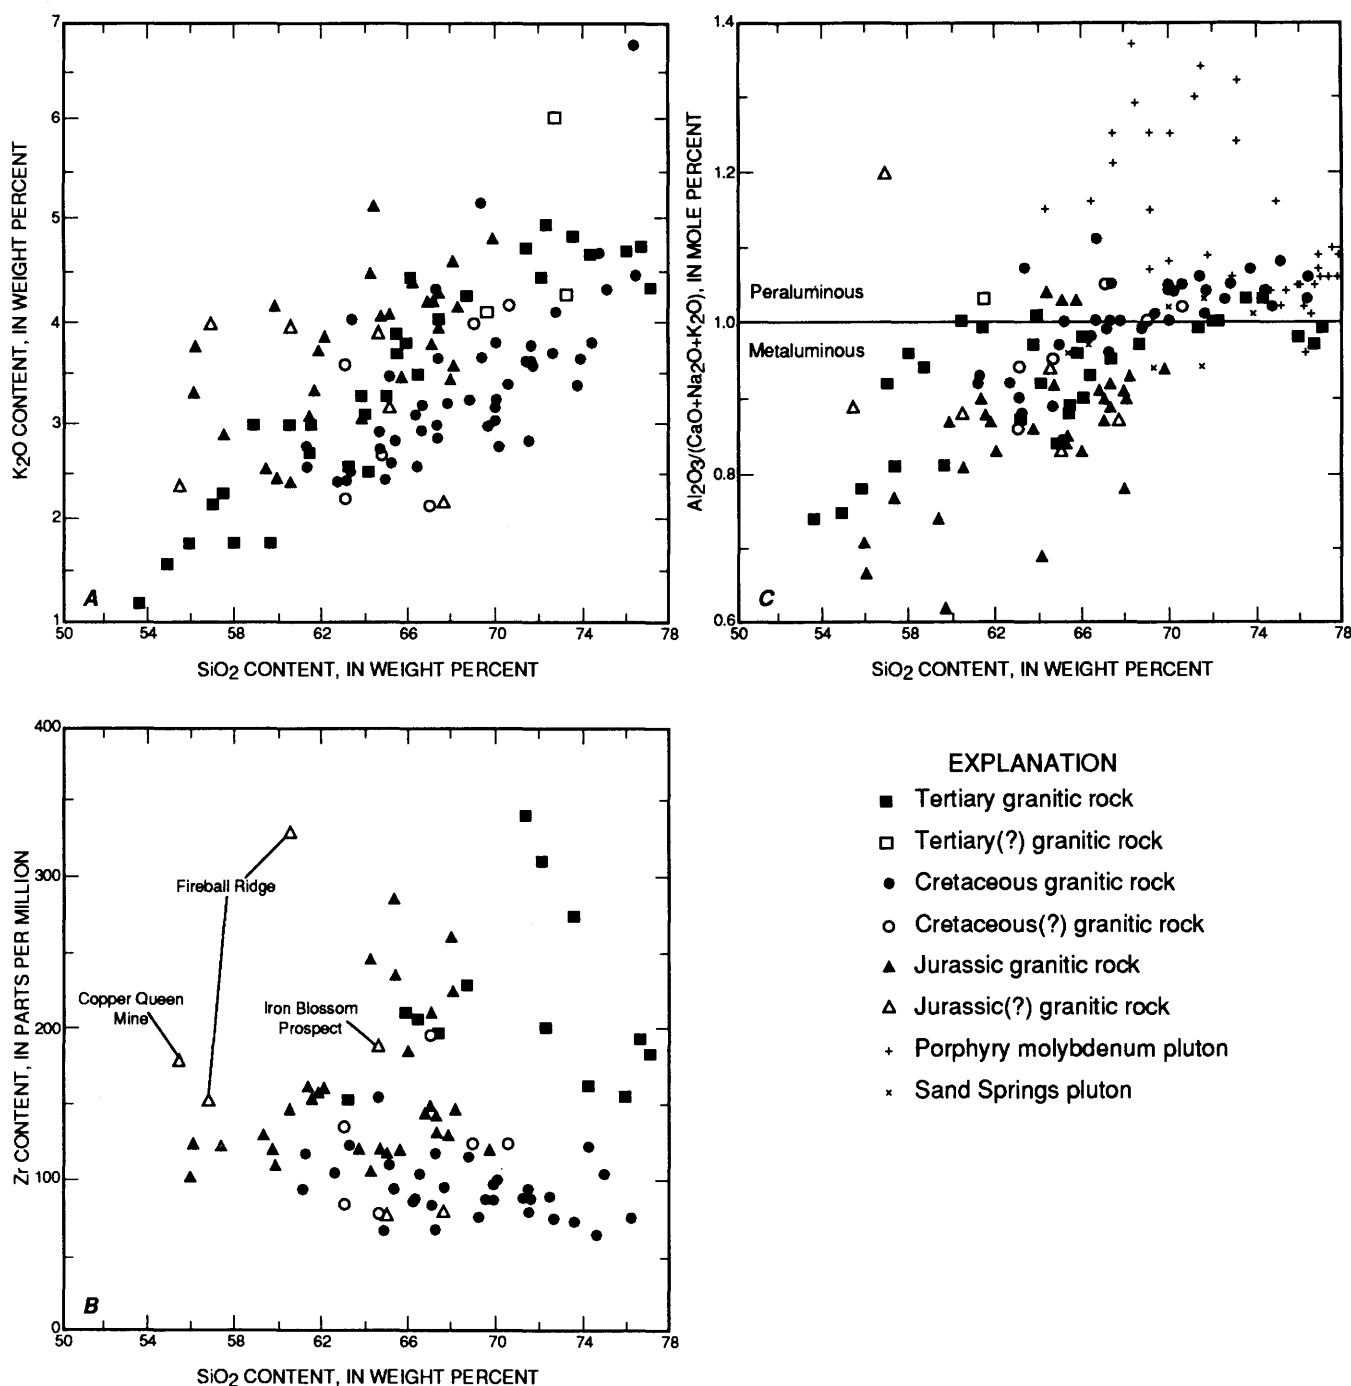 7
6
5
4
3
2
1
K2O CONTENT, IN WEIGHT PERCENT
A
50 54 58 62 66 70 74 78
SiO2 CONTENT, IN WEIGHT PERCENT
1.4
1.2
1.0
0.8
0.6
Al2O3/(CaO+Na2O+K2O), IN MOLE PERCENT
Peraluminous
Metaluminous
C
50 54 58 62 66 70 74 78
SiO2 CONTENT, IN WEIGHT PERCENT
400
300
200
100
0
Zr CONTENT, IN PARTS PER MILLION
Fireball Ridge
Copper Queen
Mine
Iron Blossom
Prospect
B
50 54 58 62 66 70 74 78
SiO2 CONTENT, IN WEIGHT PERCENT
EXPLANATION
Tertiary granitic rock
Tertiary(?) granitic rock
Cretaceous granitic rock
Cretaceous(?) granitic rock
Jurassic granitic rock
Jurassic(?) granitic rock
Porphyry molybdenum pluton
Sand Springs pluton